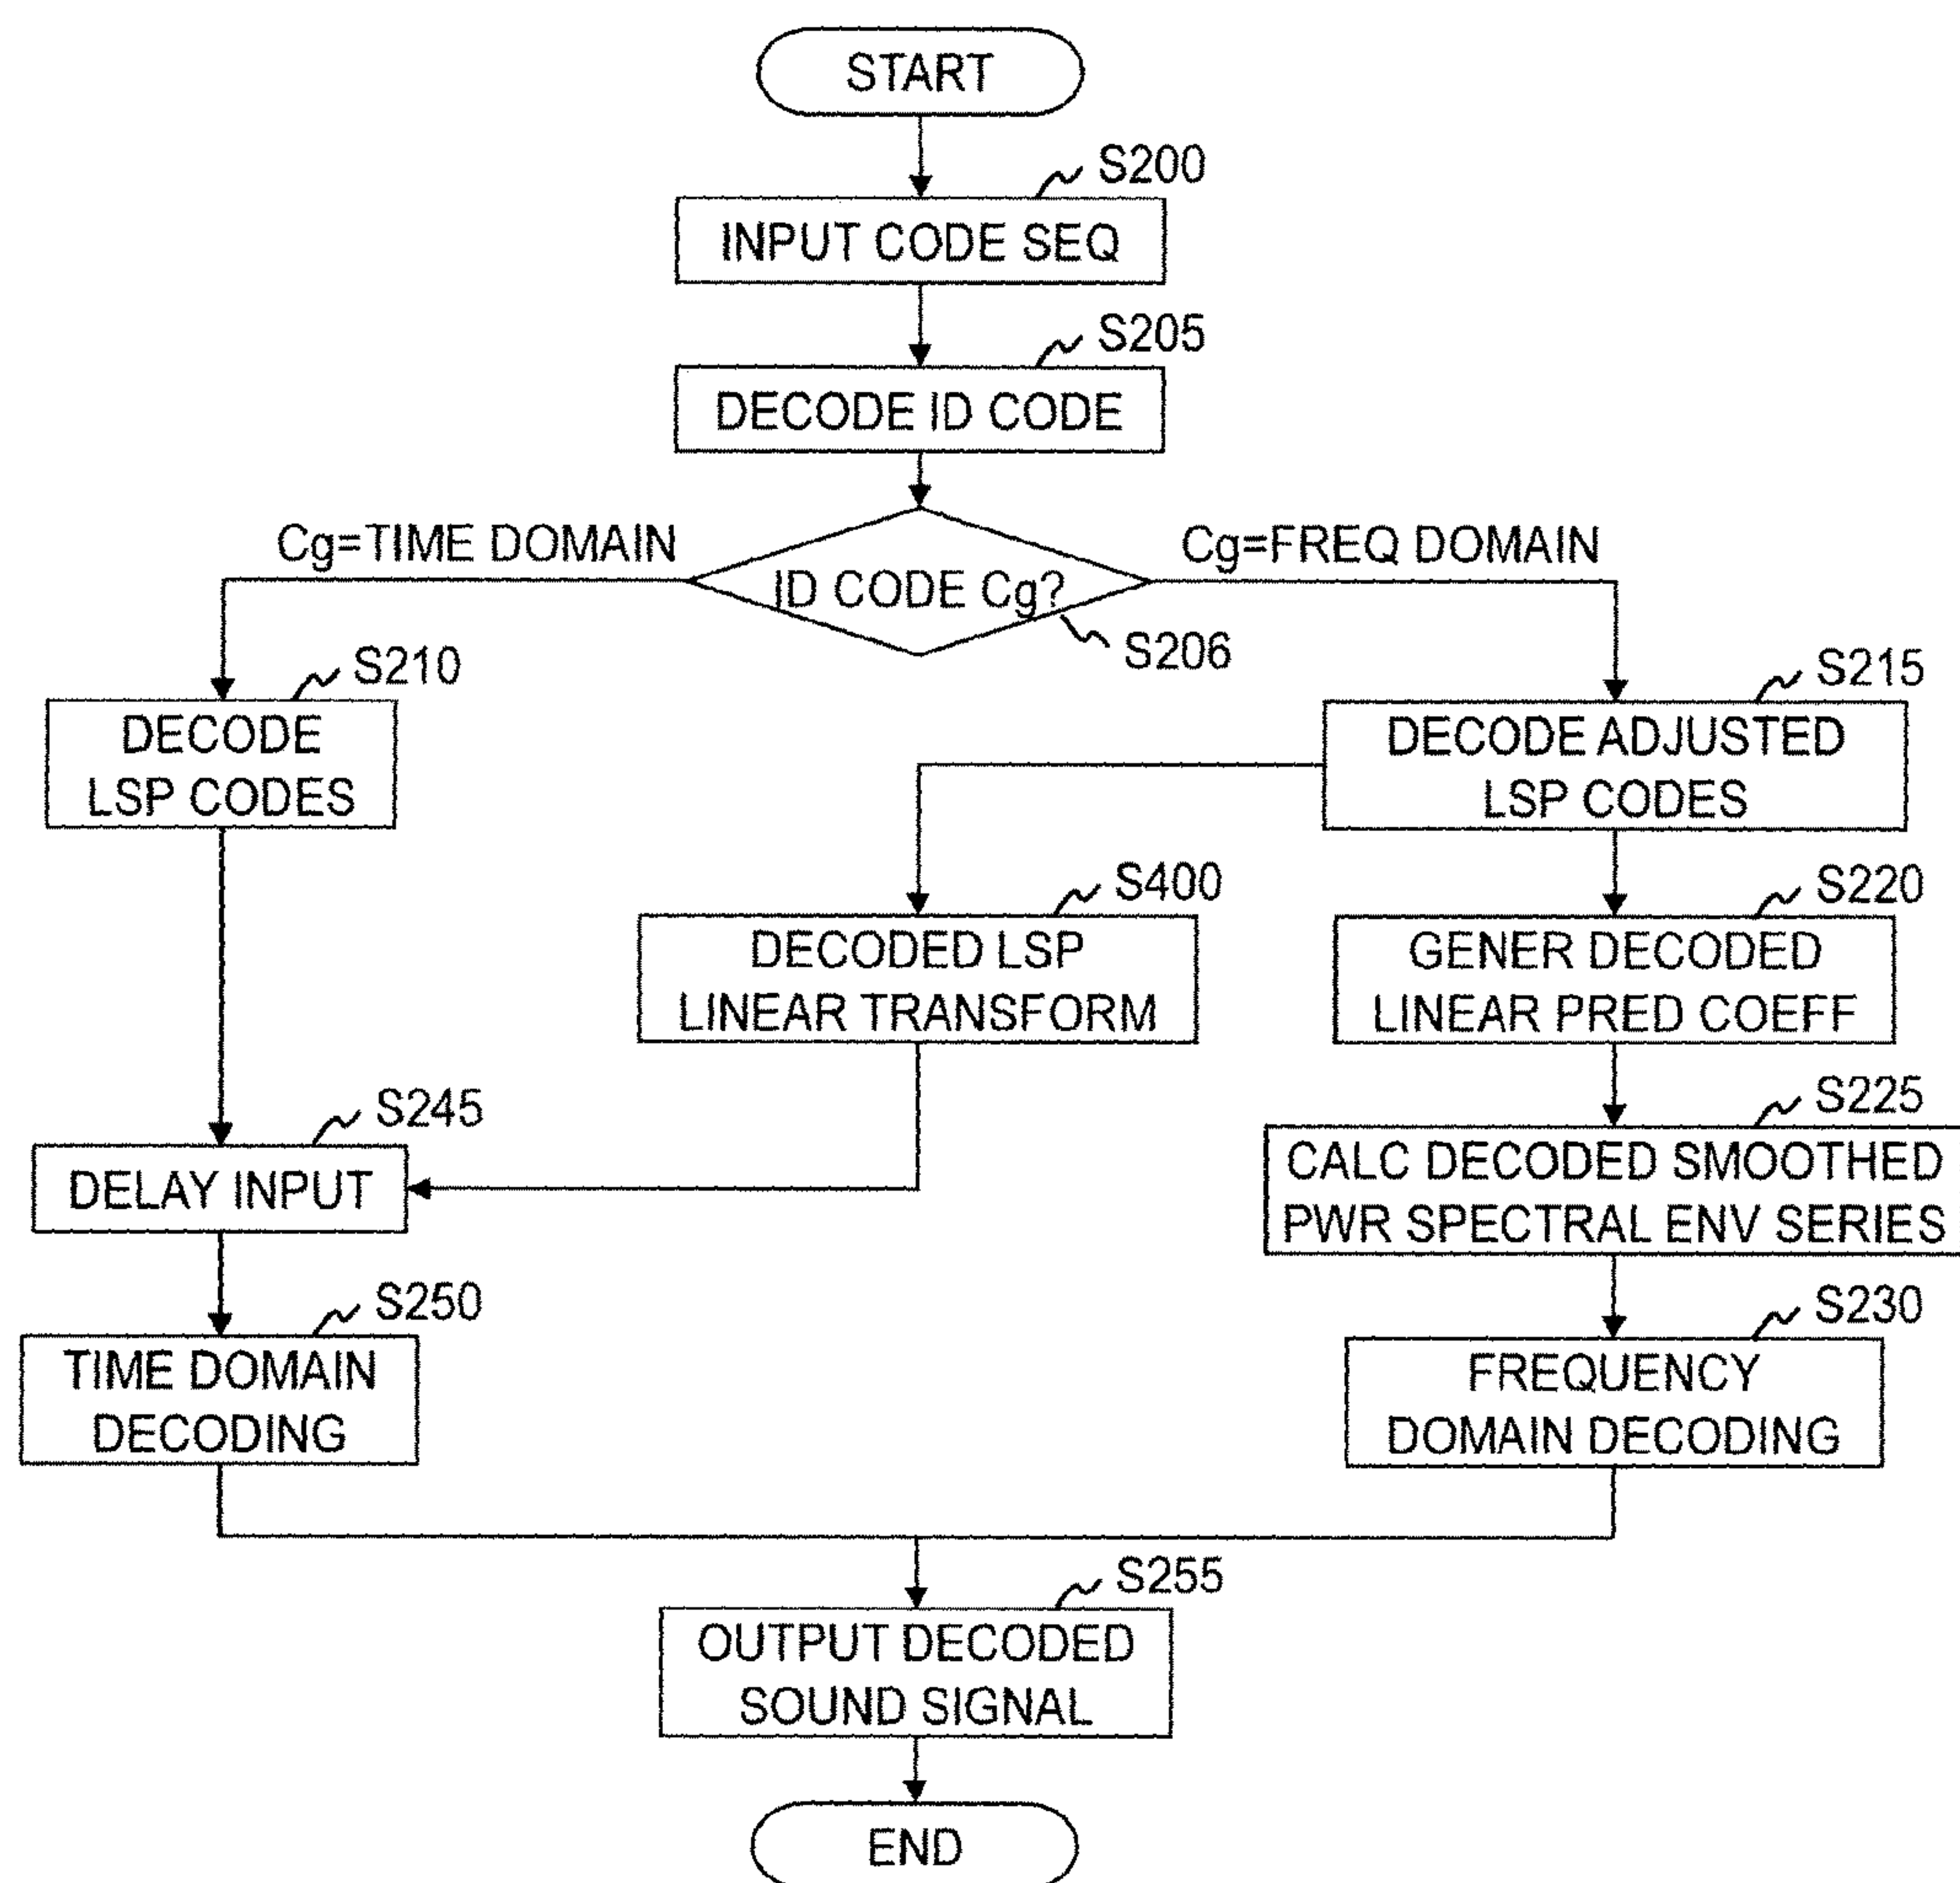 START
S200
INPUT CODE SEQ
S205
DECODE ID CODE
Cg=TIME DOMAIN
Cg=FREQ DOMAIN
ID CODE Cg?
S206
S210
DECODE
LSP CODES
S215
DECODE ADJUSTED
LSP CODES
S400
DECODED LSP
LINEAR TRANSFORM
S220
GENER DECODED
LINEAR PRED COEFF
S245
DELAY INPUT
S225
CALC DECODED SMOOTHED
PWR SPECTRAL ENV SERIES
S250
TIME DOMAIN
DECODING
S230
FREQUENCY
DOMAIN DECODING
S255
OUTPUT DECODED
SOUND SIGNAL
END